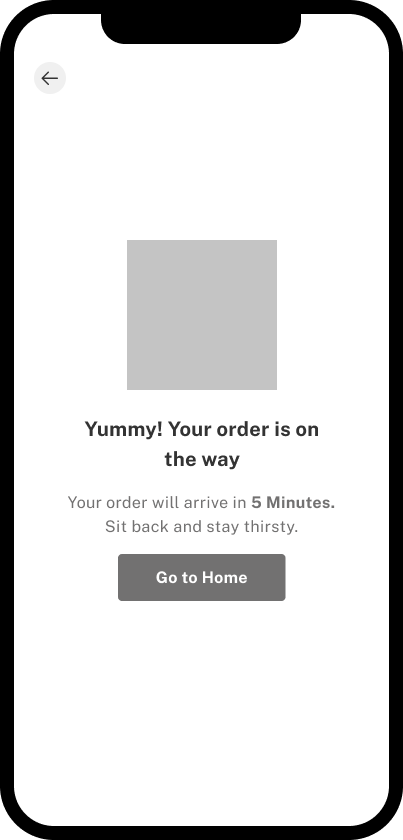 Yummy! Your order is on
the way
Your order will arrive in 5 Minutes.
Sit back and stay thirsty.
Go to Home